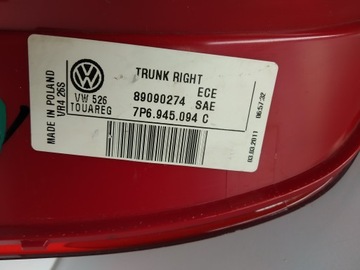 TRUNK RIGHT
ECE
VW 526 89090274 SAE
TOUAREG 7P6.945.094 C
MADE IN POLAND
VR4 26S
06:57:32
03.03.2011